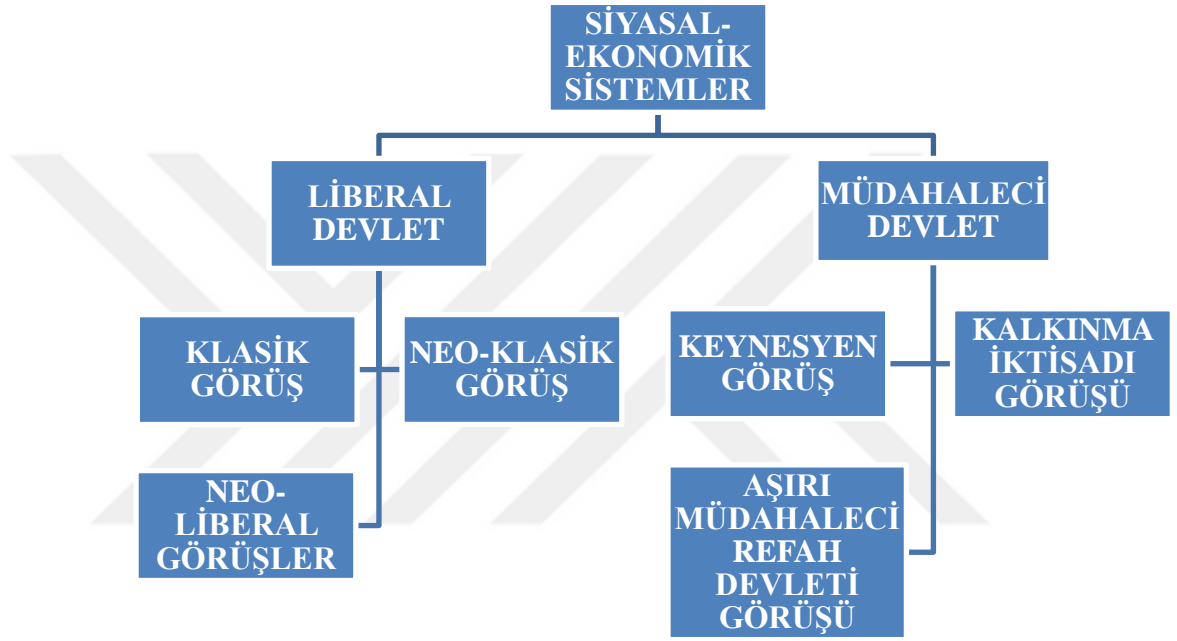 SİYASAL-
EKONOMİK
SİSTEMLER
LİBERAL
DEVLET
MÜDAHALECİ
DEVLET
KLASİK
GÖRÜŞ
NEO-KLASİK
GÖRÜŞ
KEYNESYEN
GÖRÜŞ
KALKINMA
İKTİSADI
GÖRÜŞÜ
NEO-
LİBERAL
GÖRÜŞLER
AŞIRI
MÜDAHALECİ
REFAH
DEVLETİ
GÖRÜŞÜ